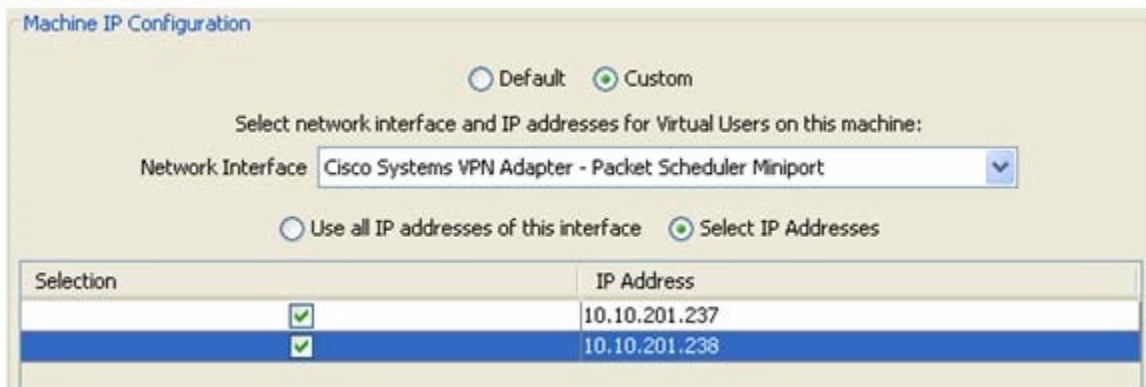 Machine IP Configuration
Default Custom
Select network interface and IP addresses for Virtual Users on this machine:
Network Interface Cisco Systems VPN Adapter - Packet Scheduler Miniport
Use all IP addresses of this interface Select IP Addresses
Selection IP Address
10.10.201.237
10.10.201.238